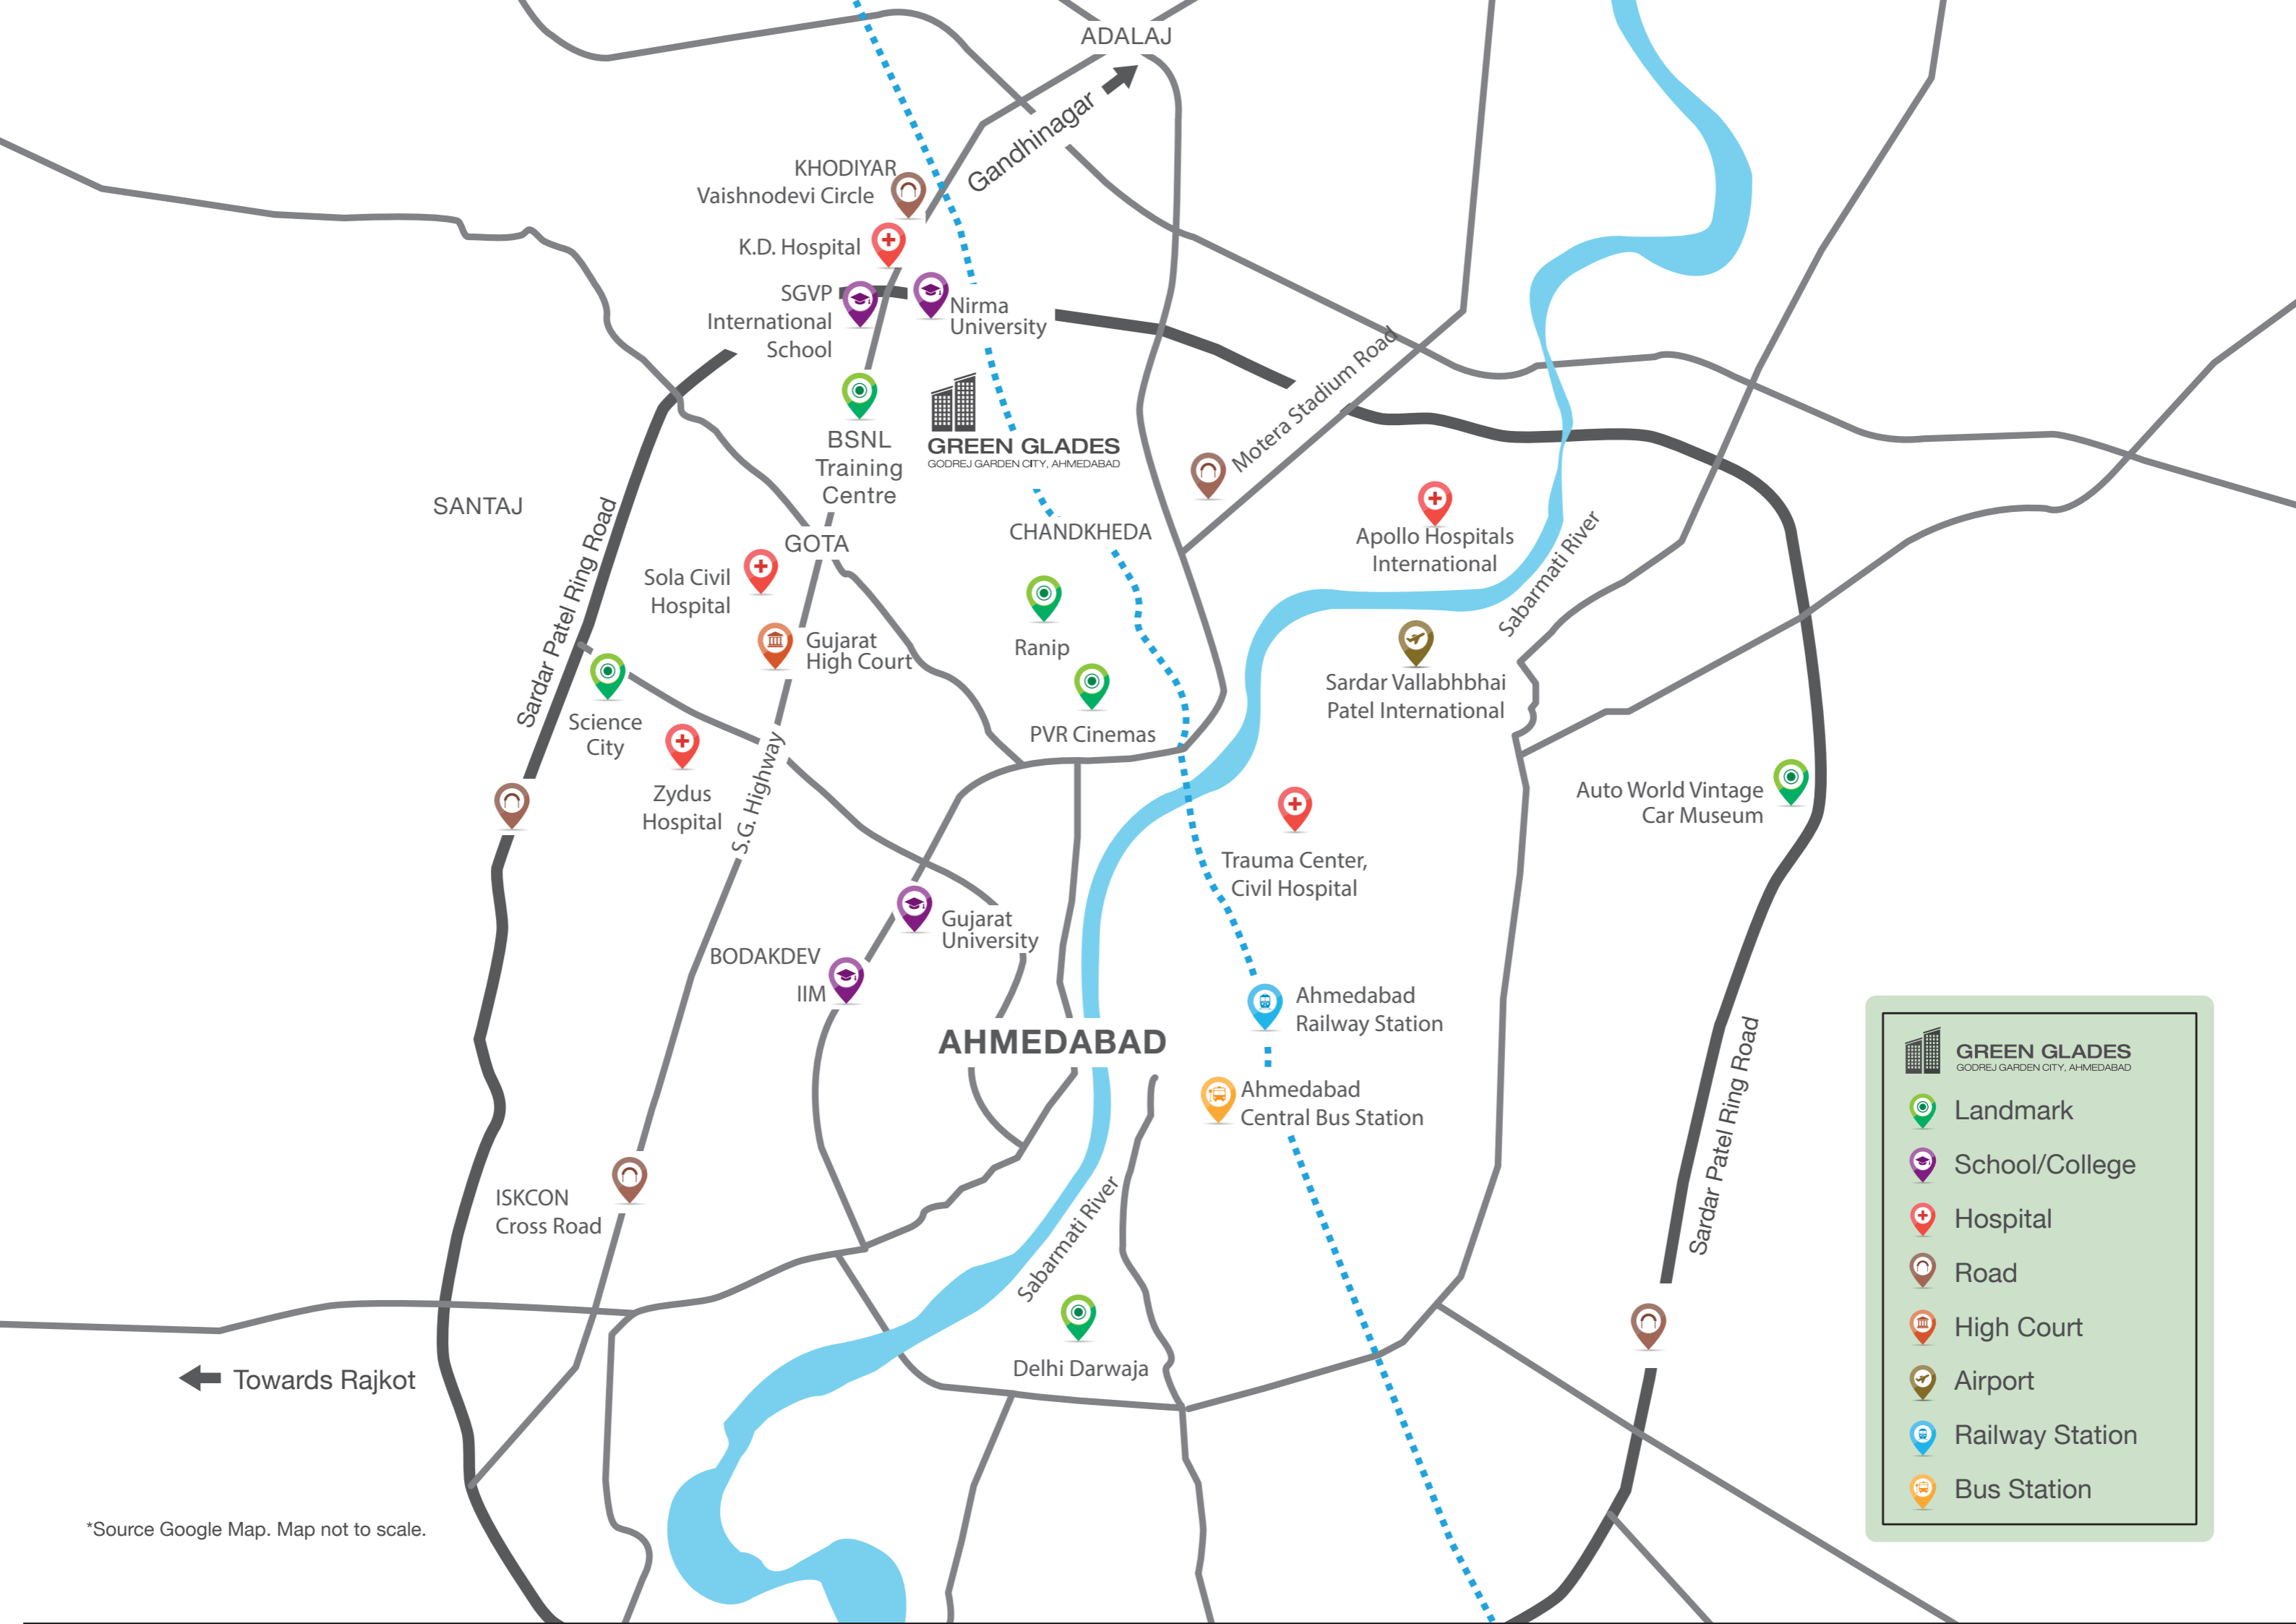 ADALAJ
Gandhinagar
KHODIYAR
Vaishnodevi Circle
K.D. Hospital
SGVP
International
School
Nirma
University
BSNL
Training
Centre
GREEN GLADES
GODREJ GARDEN CITY, AHMEDABAD
Motera Stadium Road
SANTAJ
Sardar Patel Ring Road
GOTA
CHANDKHEDA
Apollo Hospitals
International
Sabarmati River
Sola Civil
Hospital
Gujarat
High Court
Ranip
Sardar Vallabhbhai
Patel International
Science
City
PVR Cinemas
Zydus
Hospital
S.G. Highway
Auto World Vintage
Car Museum
Trauma Center,
Civil Hospital
Gujarat
University
BODAKDEV
IIM
Ahmedabad
Railway Station
AHMEDABAD
Ahmedabad
Central Bus Station
Sardar Patel Ring Road
ISKCON
Cross Road
Sabarmati River
Delhi Darwaja
Towards Rajkot
*Source Google Map. Map not to scale.
GREEN GLADES
GODREJ GARDEN CITY, AHMEDABAD
Landmark
School/College
Hospital
Road
High Court
Airport
Railway Station
Bus Station